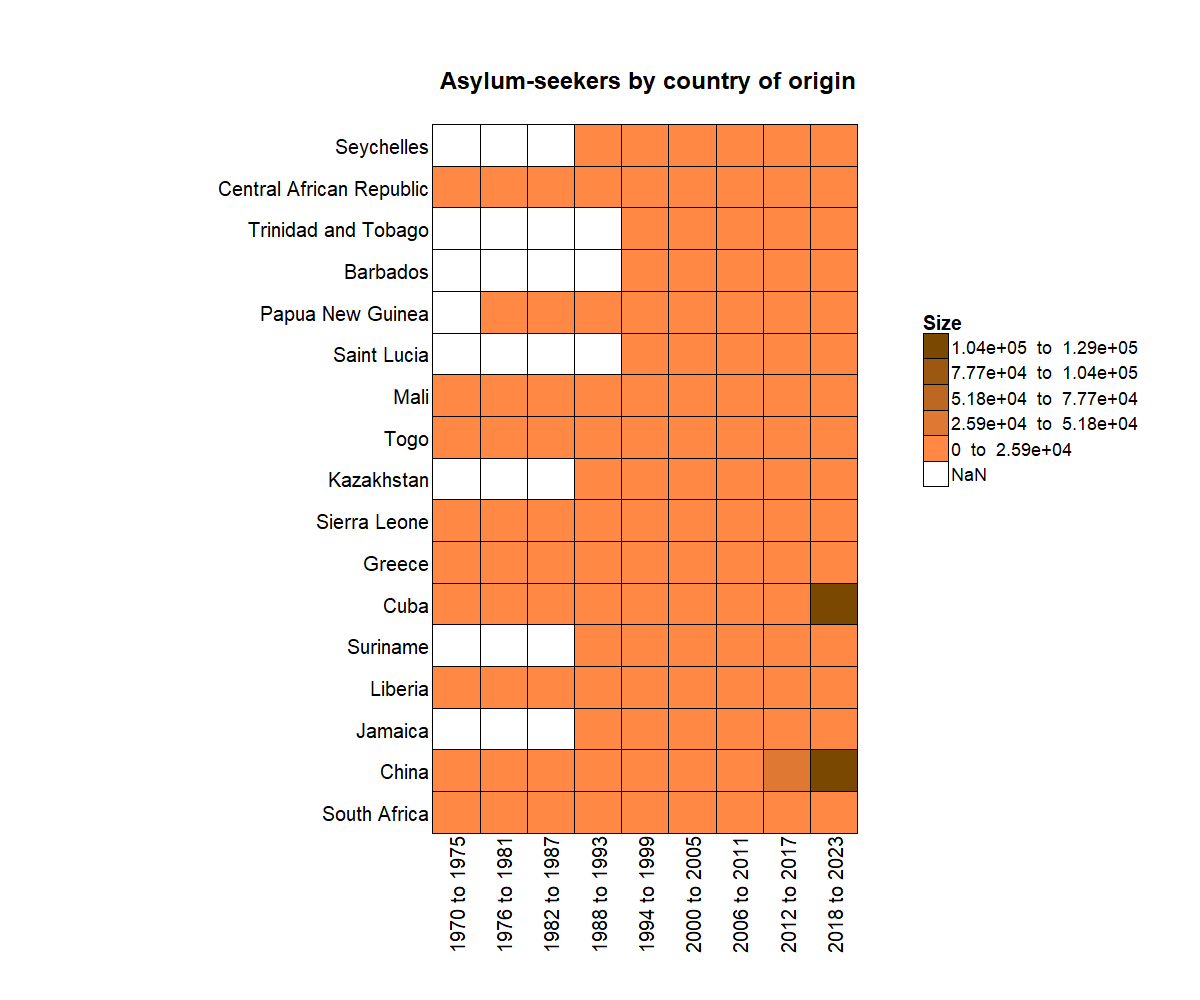 Asylum-seekers by country of origin
Seychelles
Central African Republic
Trinidad and Tobago
Barbados
Papua New Guinea
Saint Lucia
Mali
Togo
Kazakhstan
Sierra Leone
Greece
Cuba
Suriname
Liberia
Jamaica
China
South Africa
1970 to 1975
1976 to 1981
1982 to 1987
1988 to 1993
1994 to 1999
2000 to 2005
2006 to 2011
2012 to 2017
2018 to 2023
Size
1.04e+05 to 1.29e+05
7.77e+04 to 1.04e+05
5.18e+04 to 7.77e+04
2.59e+04 to 5.18e+04
0 to 2.59e+04
NaN